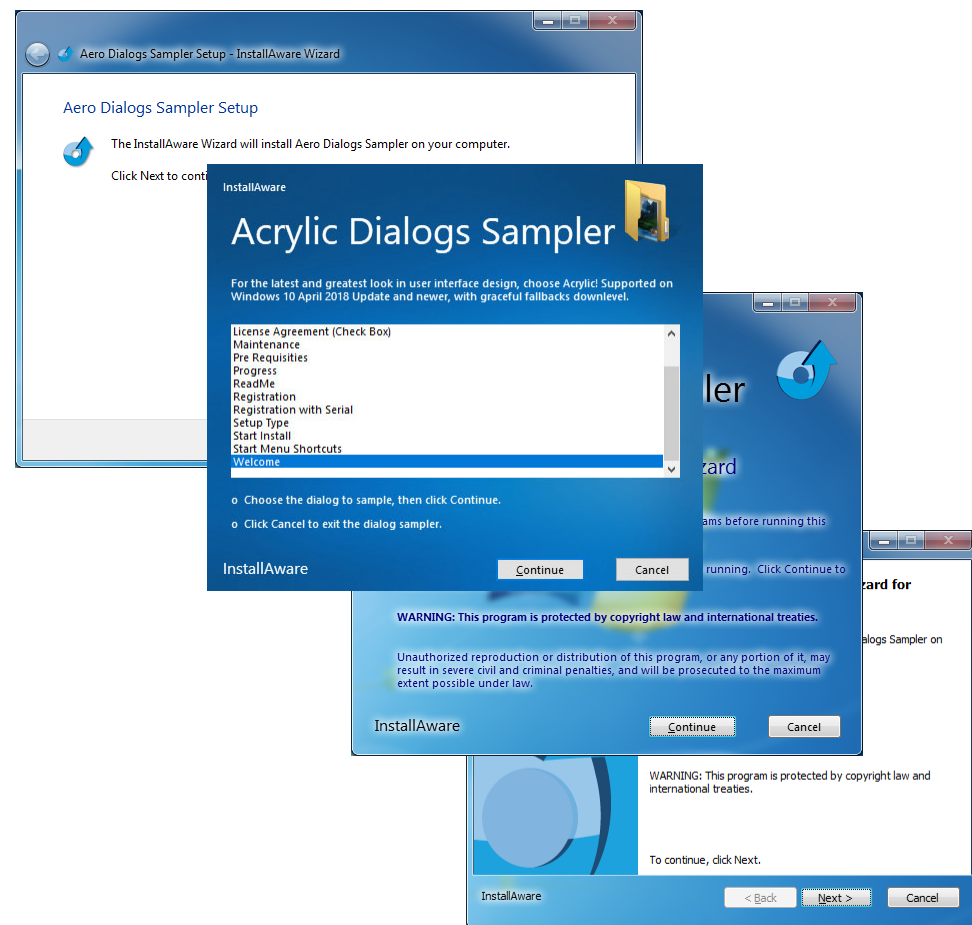 Aero Dialogs Sampler Setup - InstallAware Wizard
Aero Dialogs Sampler Setup
The InstallAware Wizard will install Aero Dialogs Sampler on your computer.
Click Next to conti
InstallAware
Acrylic Dialogs Sampler
For the latest and greatest look in user interface design, choose Acrylic! Supported on
Windows 10 April 2018 Update and newer, with graceful fallbacks downlevel.
License Agreement (Check Box)
Maintenance
Pre Requisities
Progress
ReadMe
Registration
Registration with Serial
Setup Type
Start Install
Start Menu Shortcuts
Welcome
o Choose the dialog to sample, then click Continue.
o Click Cancel to exit the dialog sampler.
InstallAware
Continue
Cancel
ler
zard
ams before running this
running. Click Continue to
WARNING: This program is protected by copyright law and international treaties.
Unauthorized reproduction or distribution of this program, or any portion of it, may
result in severe civil and criminal penalties, and will be prosecuted to the maximum
extent possible under law.
InstallAware
Continue
Cancel
zard for
alogs Sampler on
WARNING: This program is protected by copyright law and
international treaties.
To continue, click Next.
InstallAware
< Back
Next >
Cancel